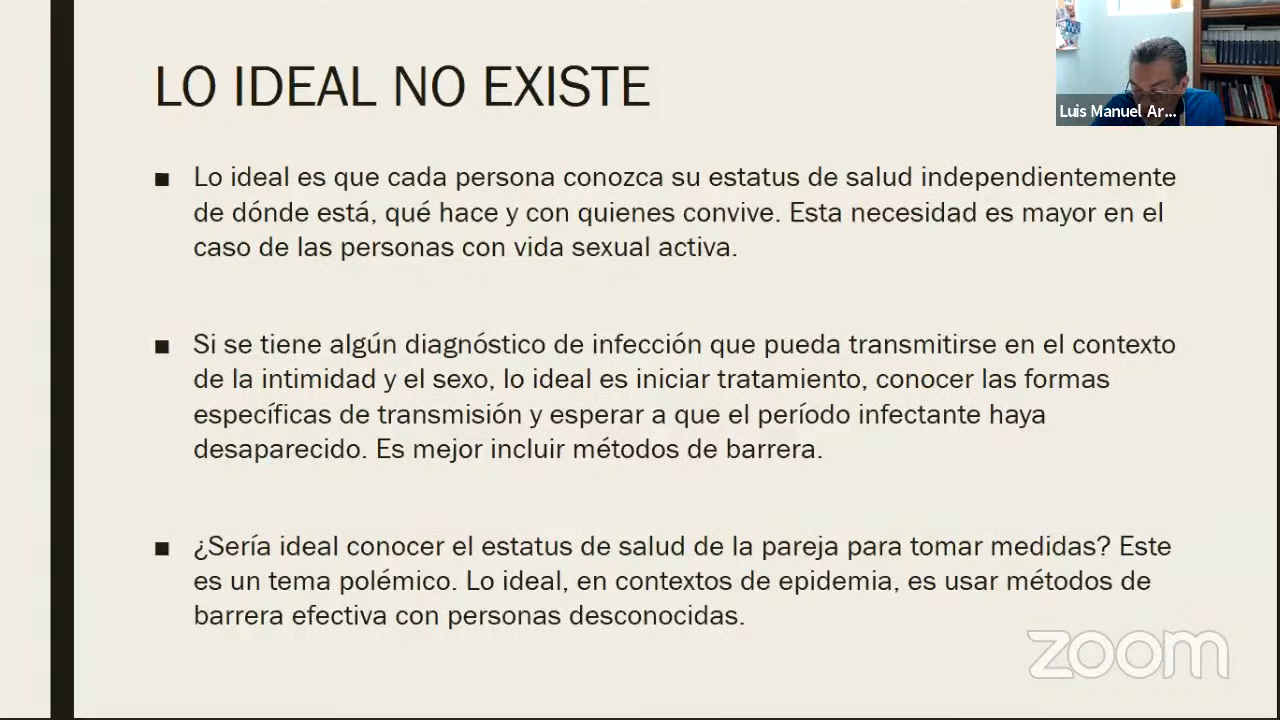 LO IDEAL NO EXISTE
Luis Manuel Ar...
■ Lo ideal es que cada persona conozca su estatus de salud independientemente
de dónde está, qué hace y con quienes convive. Esta necesidad es mayor en el
caso de las personas con vida sexual activa.
■ Si se tiene algún diagnóstico de infección que pueda transmitirse en el contexto
de la intimidad y el sexo, lo ideal es iniciar tratamiento, conocer las formas
específicas de transmisión y esperar a que el período infectante haya
desaparecido. Es mejor incluir métodos de barrera.
■ ¿Sería ideal conocer el estatus de salud de la pareja para tomar medidas? Este
es un tema polémico. Lo ideal, en contextos de epidemia, es usar métodos de
barrera efectiva con personas desconocidas.
zoom